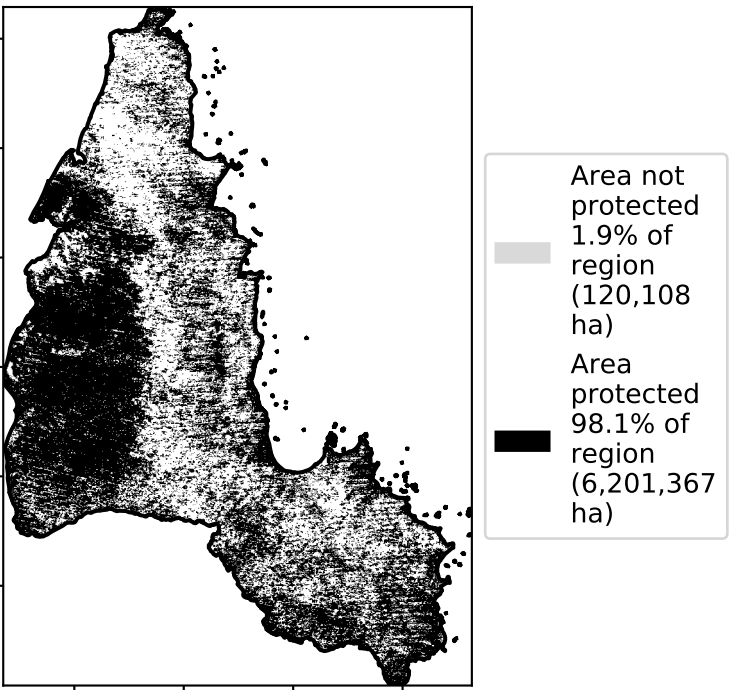 Area not
protected
1.9% of
region
(120,108
ha)
Area
protected
98.1% of
region
(6,201,367
ha)